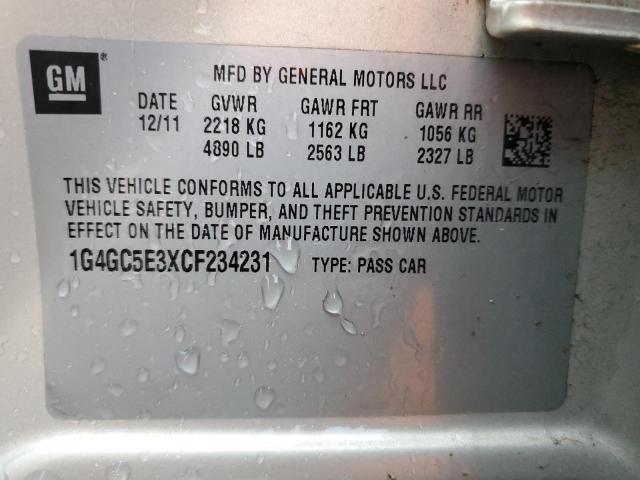 GM ®
MFD BY GENERAL MOTORS LLC
DATE GVWR GAWR FRT GAWR RR
12/11 2218 KG 1162 KG 1056 KG
4890 LB 2563 LB 2327 LB
THIS VEHICLE CONFORMS TO ALL APPLICABLE U.S. FEDERAL MOTOR
VEHICLE SAFETY, BUMPER, AND THEFT PREVENTION STANDARDS IN
EFFECT ON THE DATE OF MANUFACTURE SHOWN ABOVE.
1G4GC5E3XCF234231 TYPE: PASS CAR